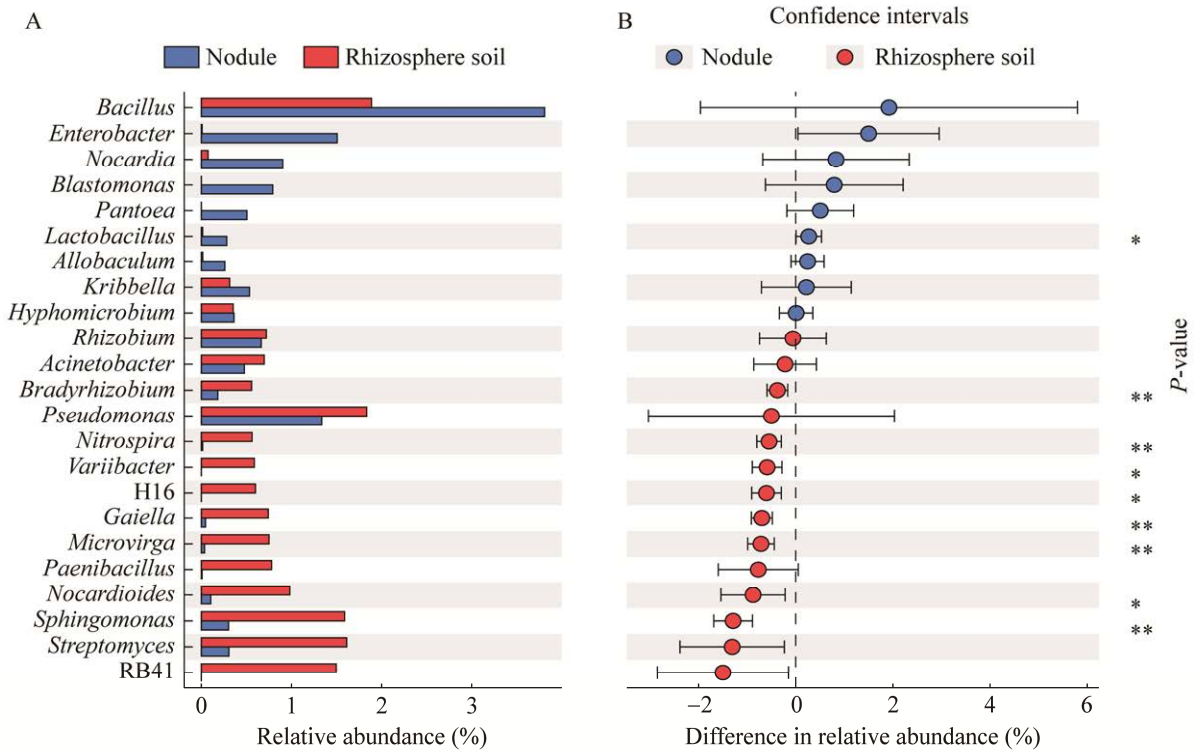 A
Nodule Rhizosphere soil
Bacillus
Enterobacter
Nocardia
Blastomonas
Pantoea
Lactobacillus
Allobaculum
Kribbella
Hyphomicrobium
Rhizobium
Acinetobacter
Bradyrhizobium
Pseudomonas
Nitrospira
Variibacter
H16
Gaiella
Microvirga
Paenibacillus
Nocardioides
Sphingomonas
Streptomyces
RB41
0 1 2 3
Relative abundance (%)
B
Confidence intervals
Nodule Rhizosphere soil
*
**
**
*
*
**
**
*
**
P-value
−2 0 2 4 6
Difference in relative abundance (%)